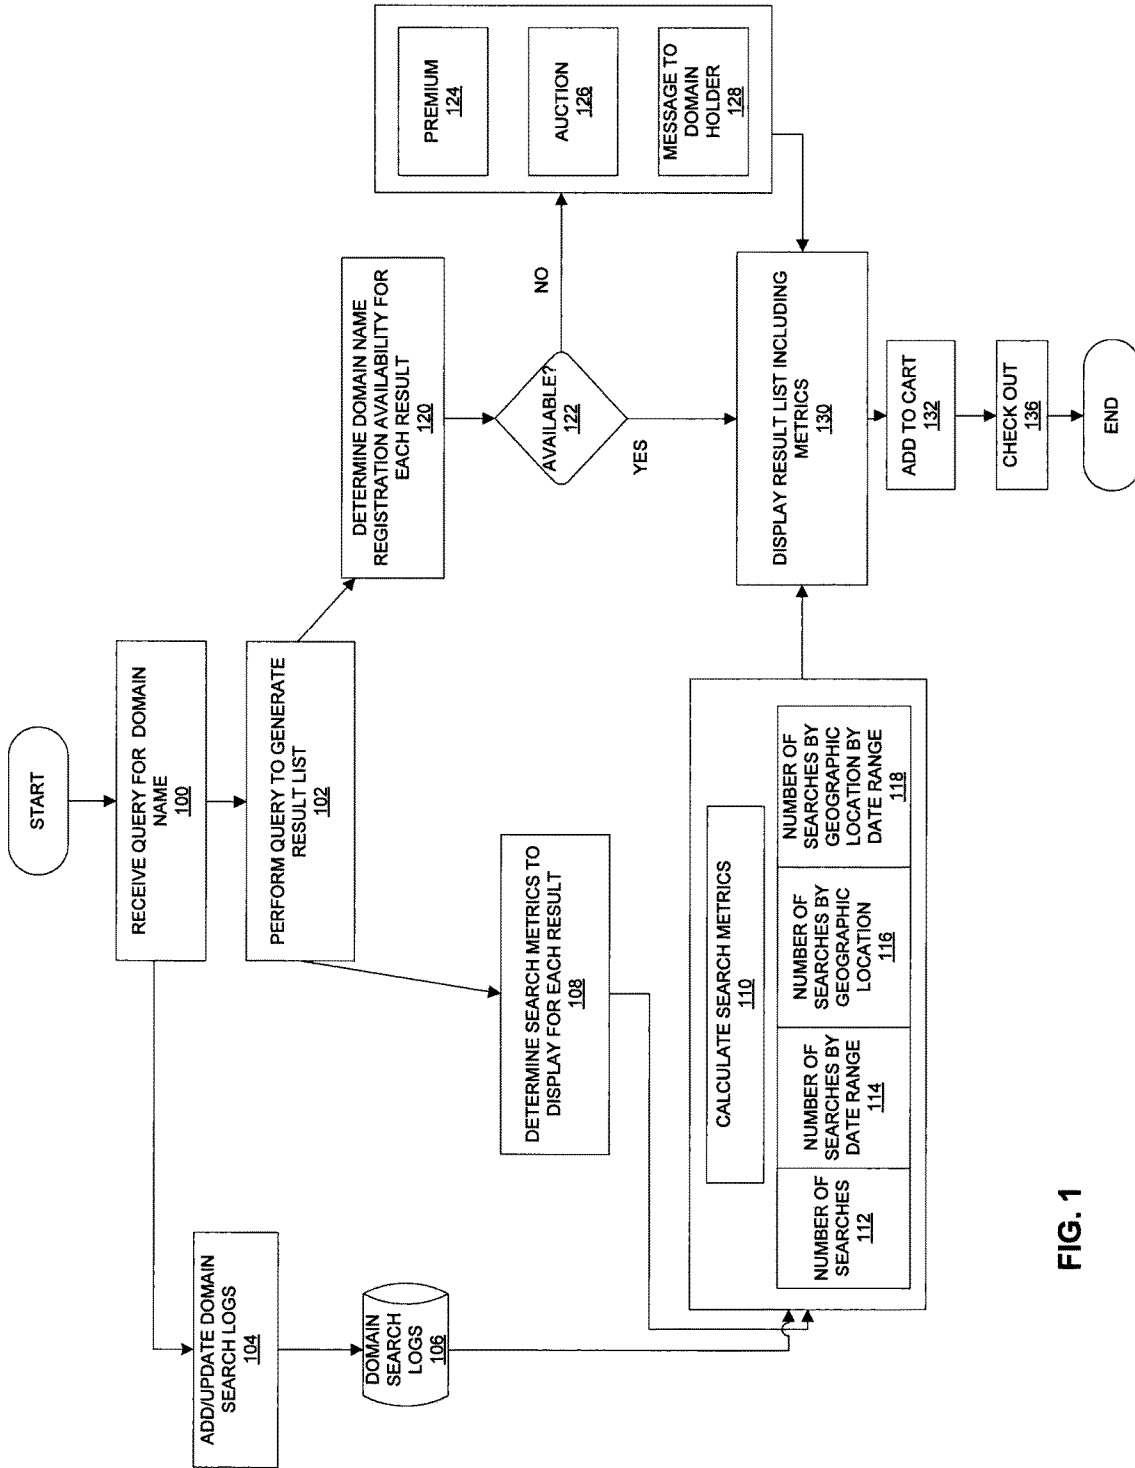 START
RECEIVE QUERY FOR DOMAIN
NAME
100
PERFORM QUERY TO GENERATE
RESULT LIST
102
ADD/UPDATE DOMAIN
SEARCH LOGS
104
DOMAIN
SEARCH
LOGS
106
DETERMINE SEARCH METRICS TO
DISPLAY FOR EACH RESULT
108
CALCULATE SEARCH METRICS
110
NUMBER OF
SEARCHES
112
NUMBER OF
SEARCHES BY
DATE RANGE
114
NUMBER OF
SEARCHES BY
GEOGRAPHIC
LOCATION
116
NUMBER OF
SEARCHES BY
GEOGRAPHIC
LOCATION BY
DATE RANGE
118
DETERMINE DOMAIN NAME
REGISTRATION AVAILABILITY FOR
EACH RESULT
120
AVAILABLE?
122
NO
YES
PREMIUM
124
AUCTION
126
MESSAGE TO
DOMAIN
HOLDER
128
DISPLAY RESULT LIST INCLUDING
METRICS
130
ADD TO CART
132
CHECK OUT
136
END
FIG. 1